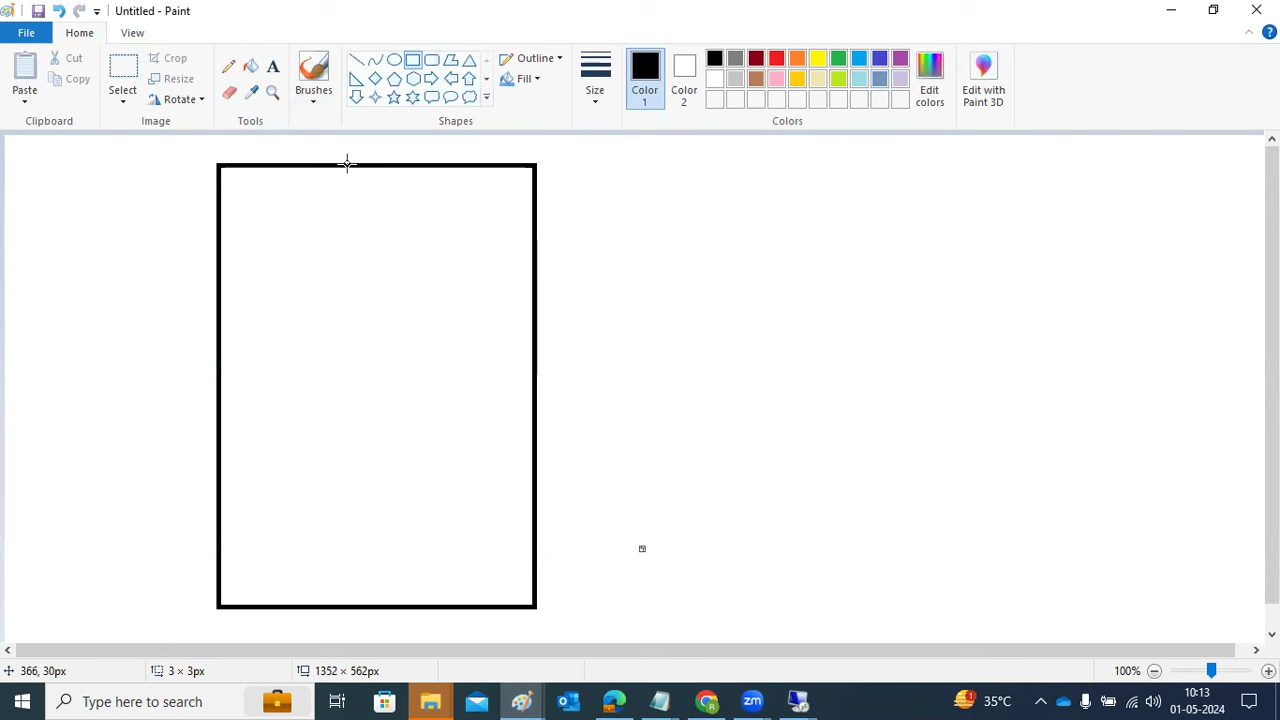 Untitled - Paint
File Home View
Paste
Cut
Copy
Clipboard
Select
Crop
Resize
Rotate
Image
A
Tools
Brushes
Outline
Fill
Shapes
Size
Color 1
Color 2
Edit colors
Colors
Edit with Paint 3D
366, 30px
3 × 3px
1352 × 562px
100%
Type here to search
35°C
10:13
01-05-2024